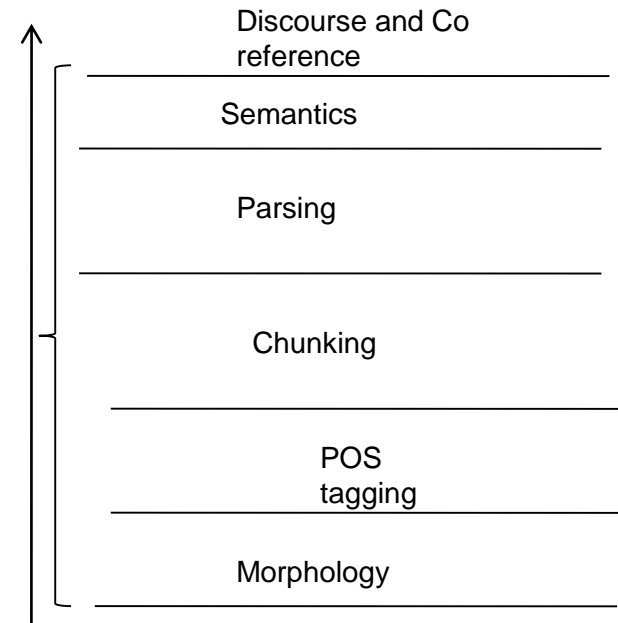 Discourse and Co
reference
Semantics
Parsing
Chunking
POS
tagging
Morphology